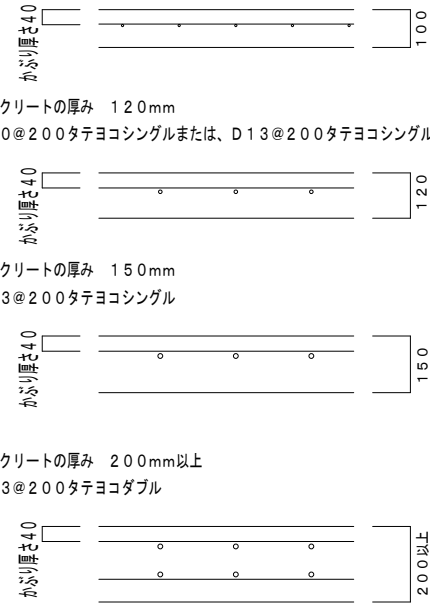 かぶり厚さ40
100
クリートの厚み　120mm
0@200タテヨコシングルまたは、D13@200タテヨコシングル
かぶり厚さ40
120
クリートの厚み　150mm
3@200タテヨコシングル
かぶり厚さ40
150
クリートの厚み　200mm以上
3@200タテヨコダブル
かぶり厚さ40
200以上